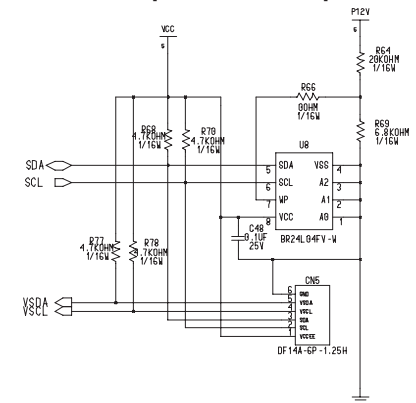 P12V
6
VCC
5
R64
20KOHM
1/16W
R66
0OHM
1/16W
R69
6.8KOHM
1/16W
R68
4.7KOHM
1/16W
R70
4.7KOHM
1/16W
U8
SDA
SCL
5 SDA VSS 4
6 SCL A2 3
7 WP A1 2
8 VCC A0 1
BR24L04FV-W
C48
0.1UF
25V
R77
4.7KOHM
1/16W
R78
4.7KOHM
1/16W
VSDA
VSCL
CN5
6 GND
5 VSDA
4 VSCL
3 SDA
2 SCL
1 VCCEE
DF14A-6P-1.25H